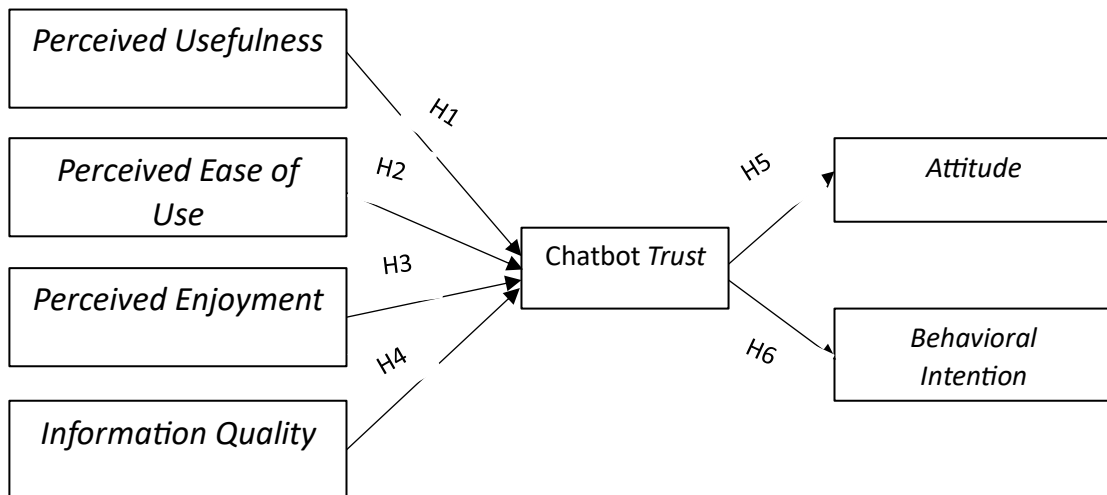 Perceived Usefulness
H1
Perceived Ease of
Use
H2
Perceived Enjoyment
H3
Information Quality
H4
Chatbot Trust
H5
Attitude
H6
Behavioral
Intention